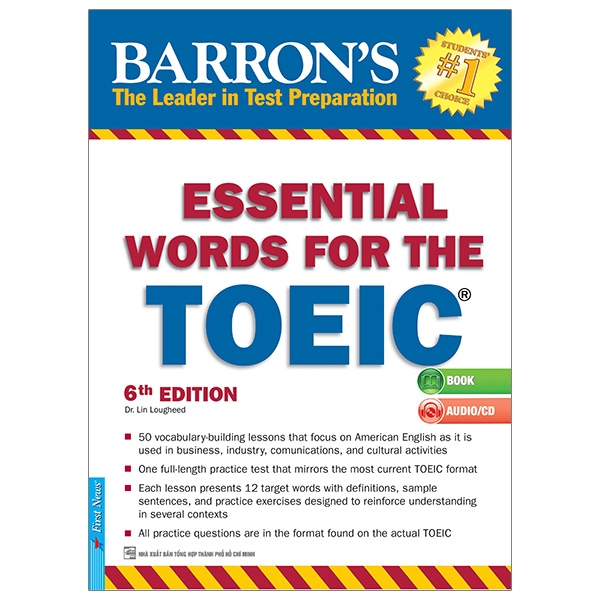 BARRON'S
The Leader in Test Preparation
STUDENTS'
#1
CHOICE
ESSENTIAL
WORDS FOR THE
TOEIC®
6th EDITION
Dr. Lin Lougheed
BOOK
AUDIO/CD
50 vocabulary-building lessons that focus on American English as it is
used in business, industry, comunications, and cultural activities
One full-length practice test that mirrors the most current TOEIC format
Each lesson presents 12 target words with definitions, sample
sentences, and practice exercises designed to reinforce understanding
in several contexts
All practice questions are in the format found on the actual TOEIC
First News
NHÀ XUẤT BẢN TỔNG HỢP THÀNH PHỐ HỒ CHÍ MINH